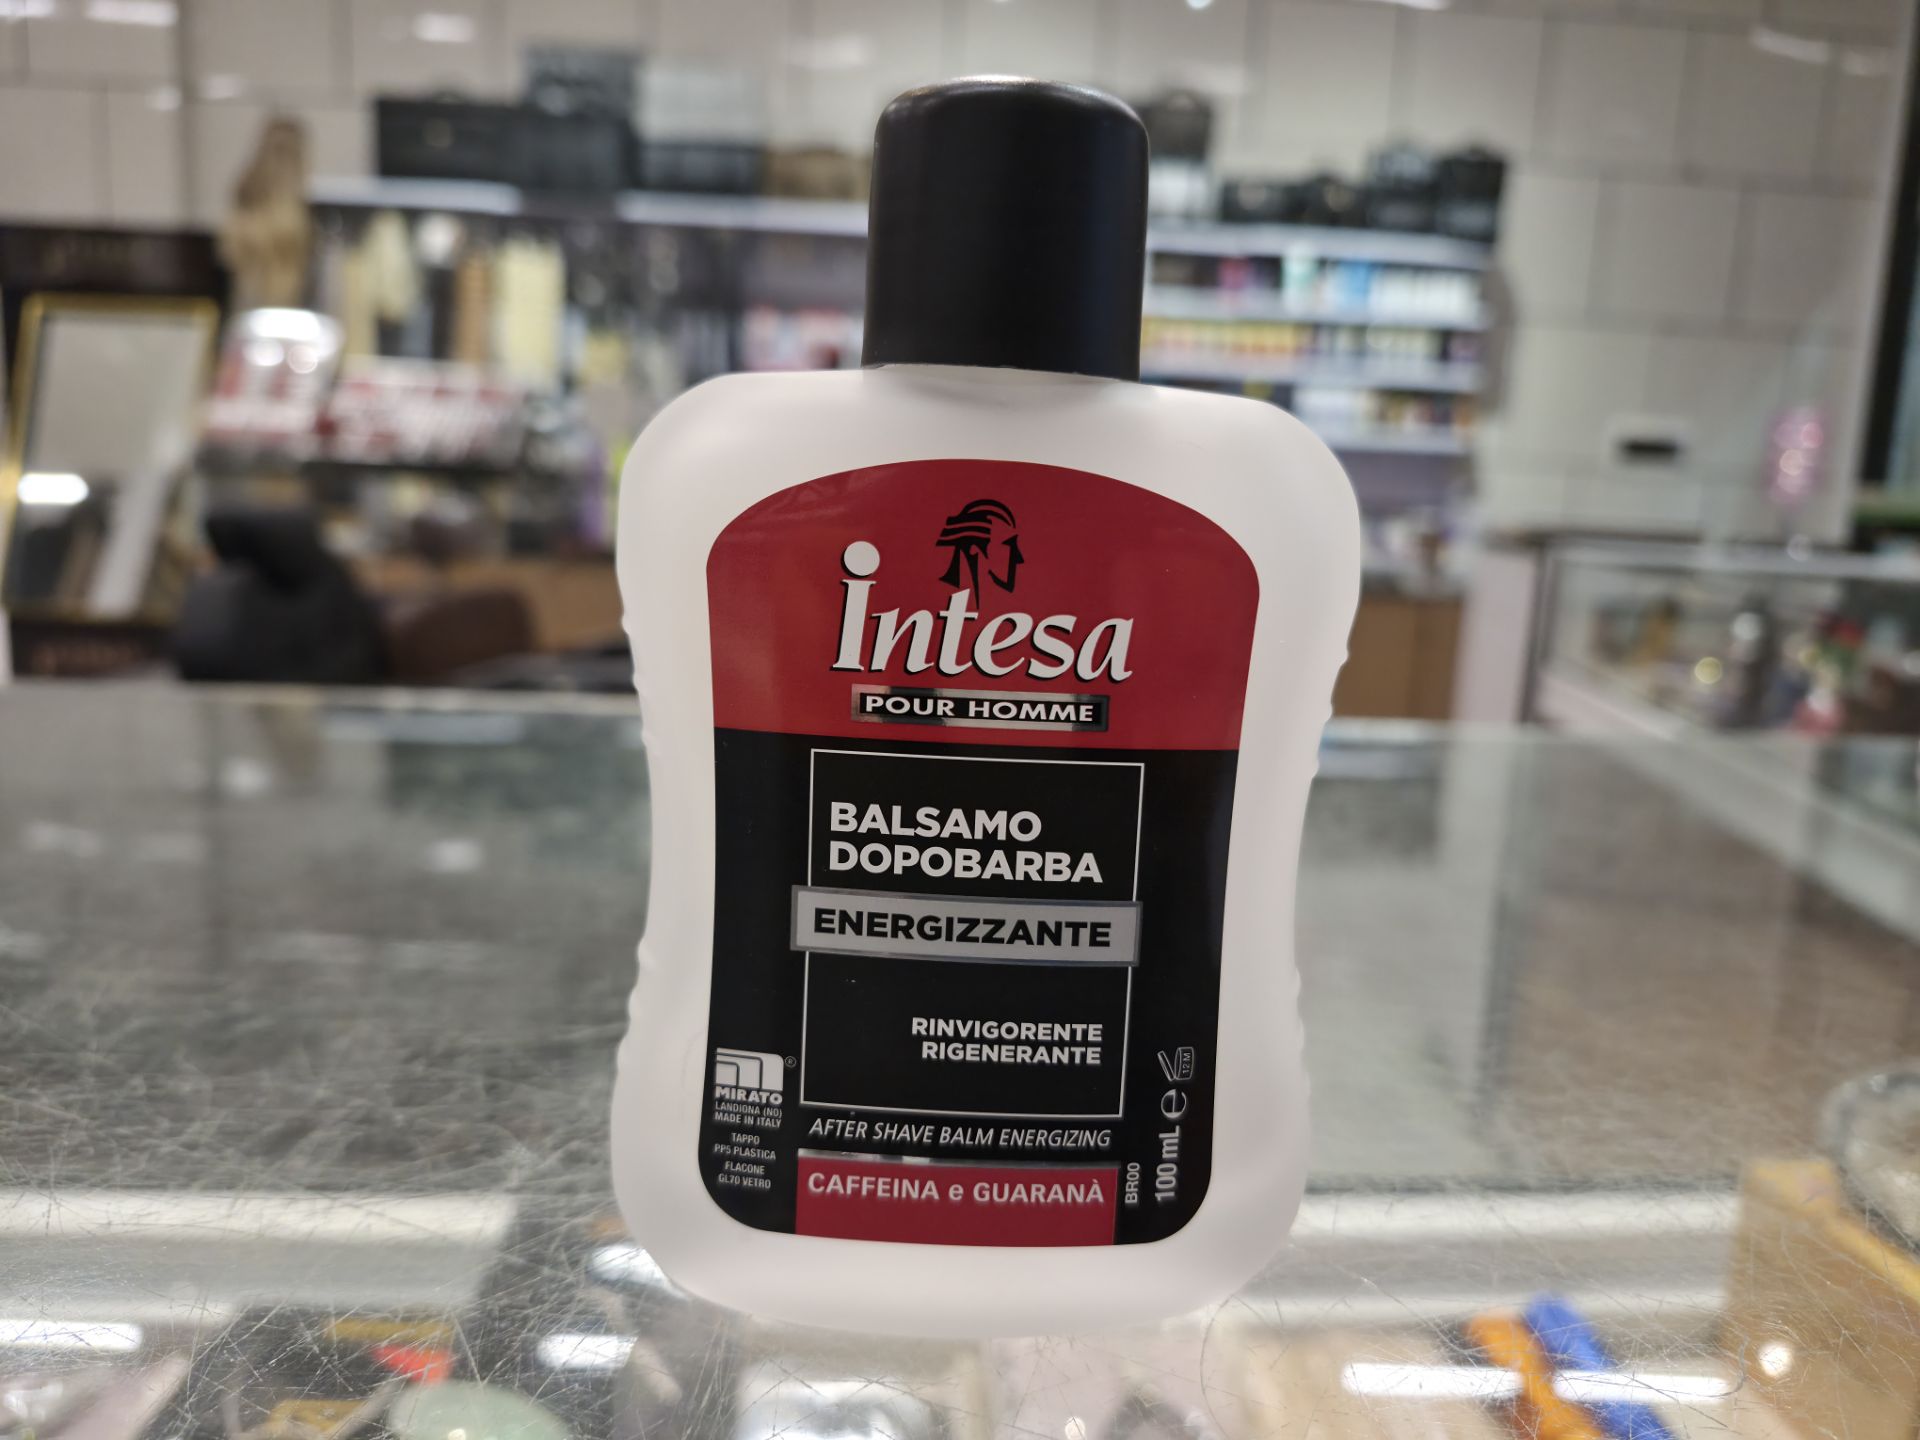 intesa
POUR HOMME
BALSAMO
DOPOBARBA
ENERGIZZANTE
RINVIGORENTE
RIGENERANTE
MIRATO
®
LANDIONA (NO)
MADE IN ITALY
TAPPO
PP5 PLASTICA
FLACONE
GL70 VETRO
AFTER SHAVE BALM ENERGIZING
CAFFEINA e GUARANÀ
BR00
100 mL e
12 M